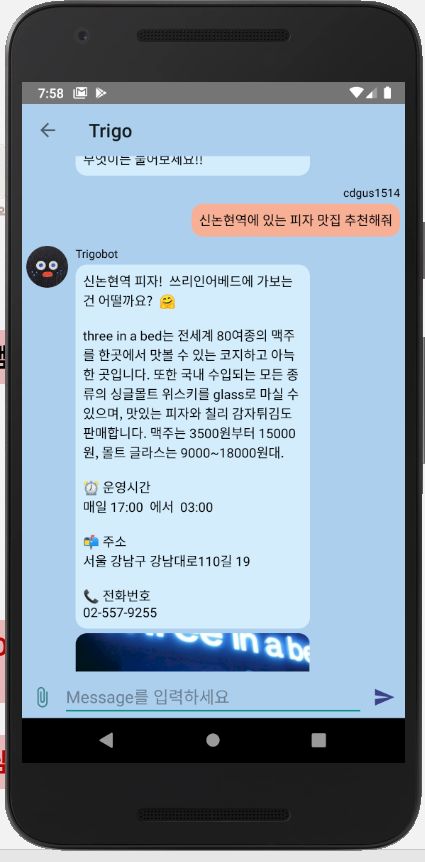 7:58
Trigo
무엇이든 물어보세요!!
cdgus1514
신논현역에 있는 피자 맛집 추천해줘
Trigobot
신논현역 피자! 쓰리인어베드에 가보는
건 어떨까요? 🤗
three in a bed는 전세계 80여종의 맥주
를 한곳에서 맛볼 수 있는 코지하고 아늑
한 곳입니다. 또한 국내 수입되는 모든 종
류의 싱글몰트 위스키를 glass로 마실 수
있으며, 맛있는 피자와 칠리 감자튀김도
판매합니다. 맥주는 3500원부터 15000
원, 몰트 글라스는 9000~18000원대.
⏰ 운영시간
매일 17:00 에서 03:00
📬 주소
서울 강남구 강남대로110길 19
📞 전화번호
02-557-9255
three in a be
Message를 입력하세요